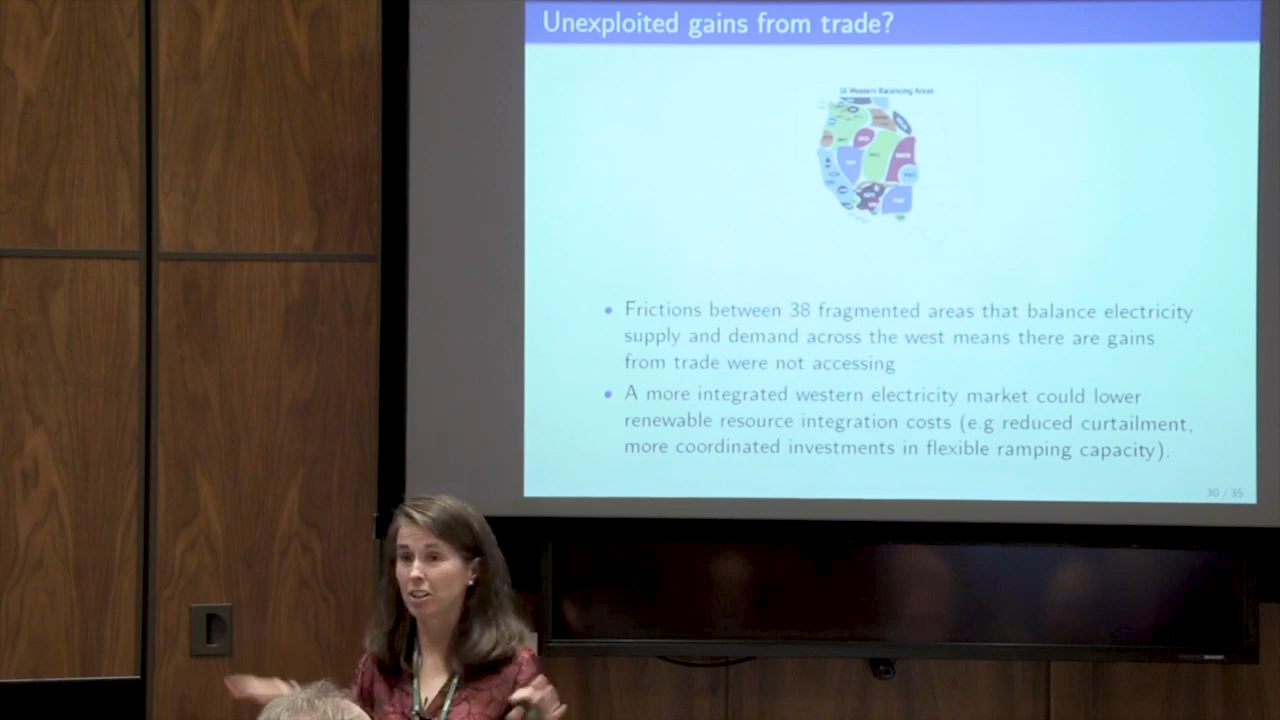 Unexploited gains from trade?
38 Western Balancing Areas
• Frictions between 38 fragmented areas that balance electricity
supply and demand across the west means there are gains
from trade were not accessing
• A more integrated western electricity market could lower
renewable resource integration costs (e.g reduced curtailment,
more coordinated investments in flexible ramping capacity).
30 / 35